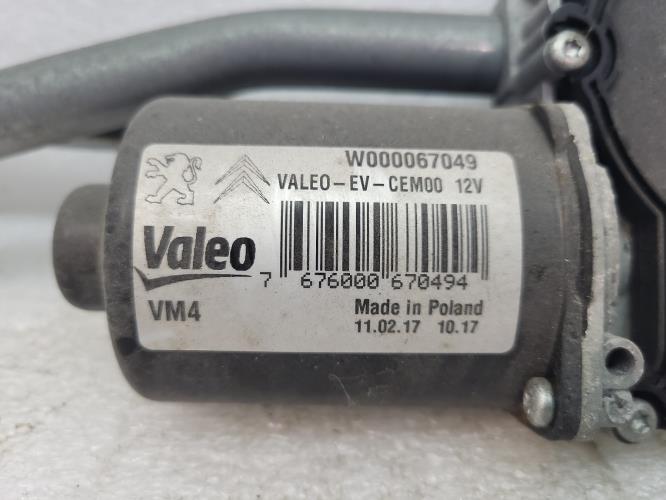 W000067049
VALEO-EV-CEM00 12V
Valeo
7 676000 670494
VM4
Made in Poland
11.02.17 10.17